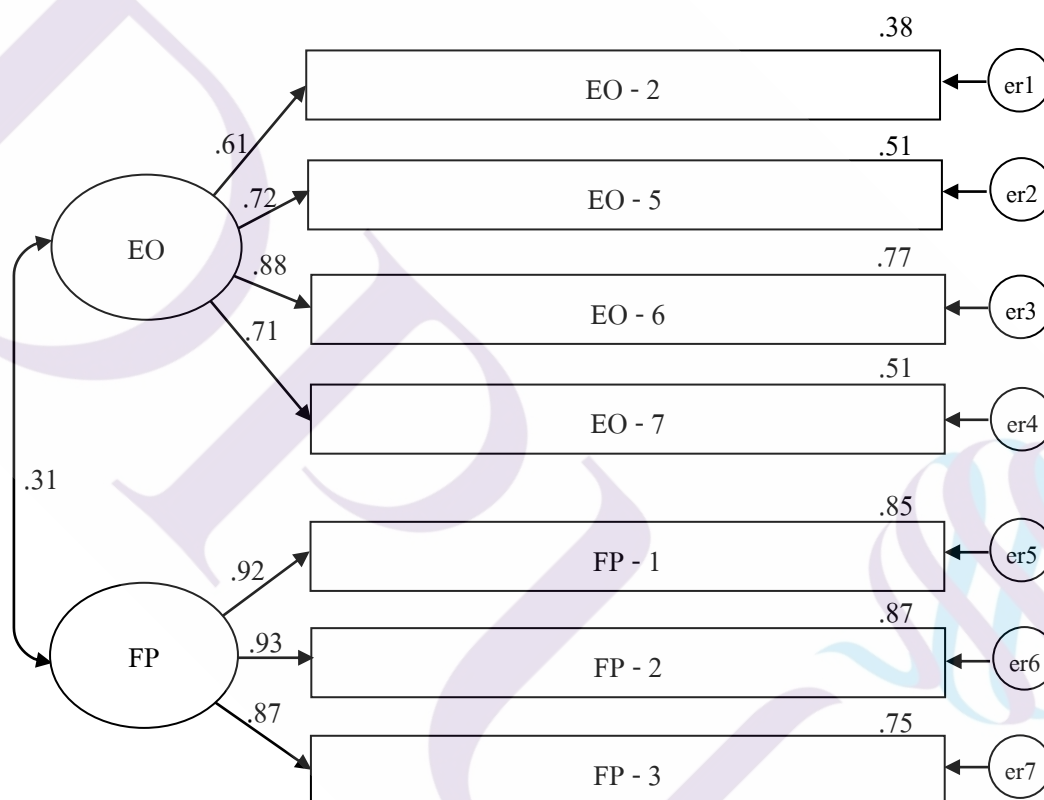 .38
EO - 2
er1
.61
.51
EO - 5
er2
.72
EO
.77
.88
EO - 6
er3
.71
.51
EO - 7
er4
.31
.85
FP - 1
er5
.92
.87
FP
.93
FP - 2
er6
.87
.75
FP - 3
er7